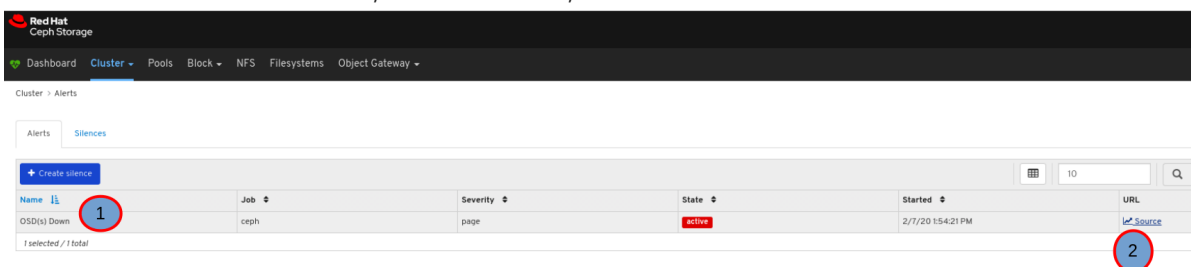 Red Hat
Ceph Storage
Dashboard Cluster Pools Block NFS Filesystems Object Gateway
Cluster > Alerts
Alerts Silences
+ Create silence 10
Name Job Severity State Started URL
OSD(s) Down 1 ceph page active 2/7/20 1:54:21 PM Source
1 selected / 1 total
2